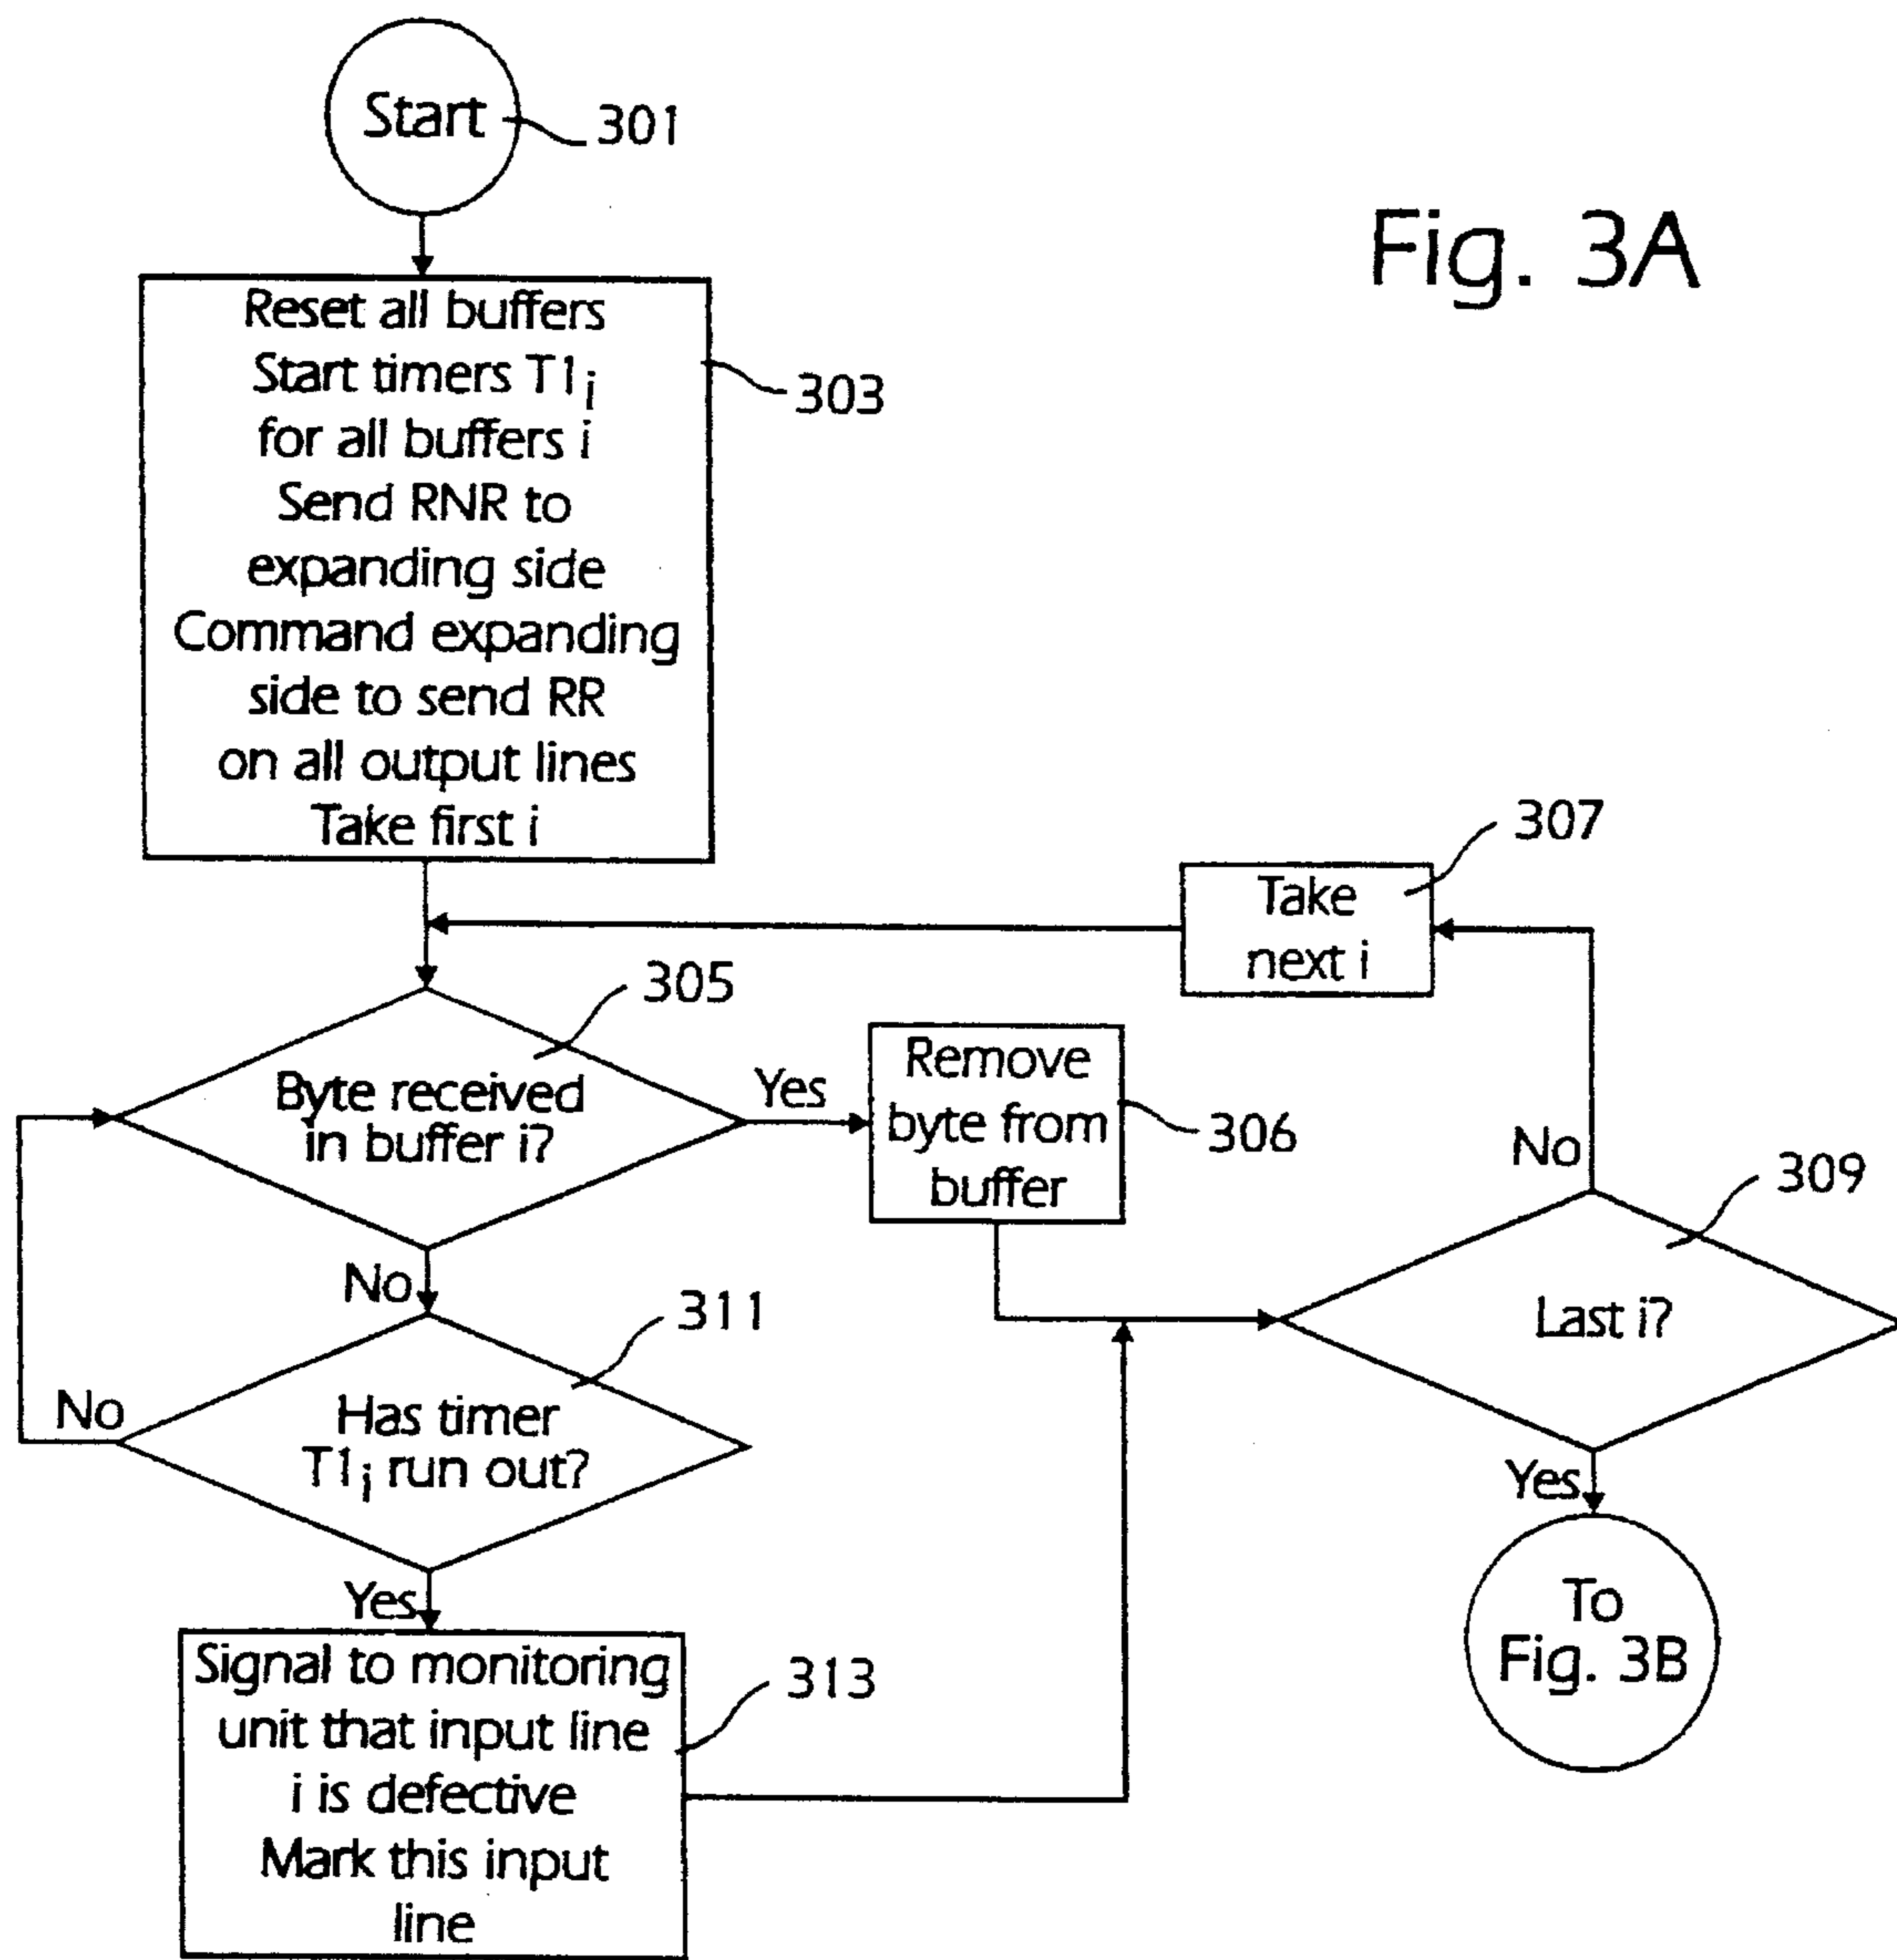 Start
301
Fig. 3A
Reset all buffers
Start timers T1i
for all buffers i
Send RNR to
expanding side
Command expanding
side to send RR
on all output lines
Take first i
303
307
Take
next i
305
Byte received
in buffer i?
Yes
Remove
byte from
buffer
306
No
309
Last i?
No
311
Has timer
T1i run out?
No
Yes
To
Fig. 3B
Yes
Signal to monitoring
unit that input line
i is defective
Mark this input
line
313